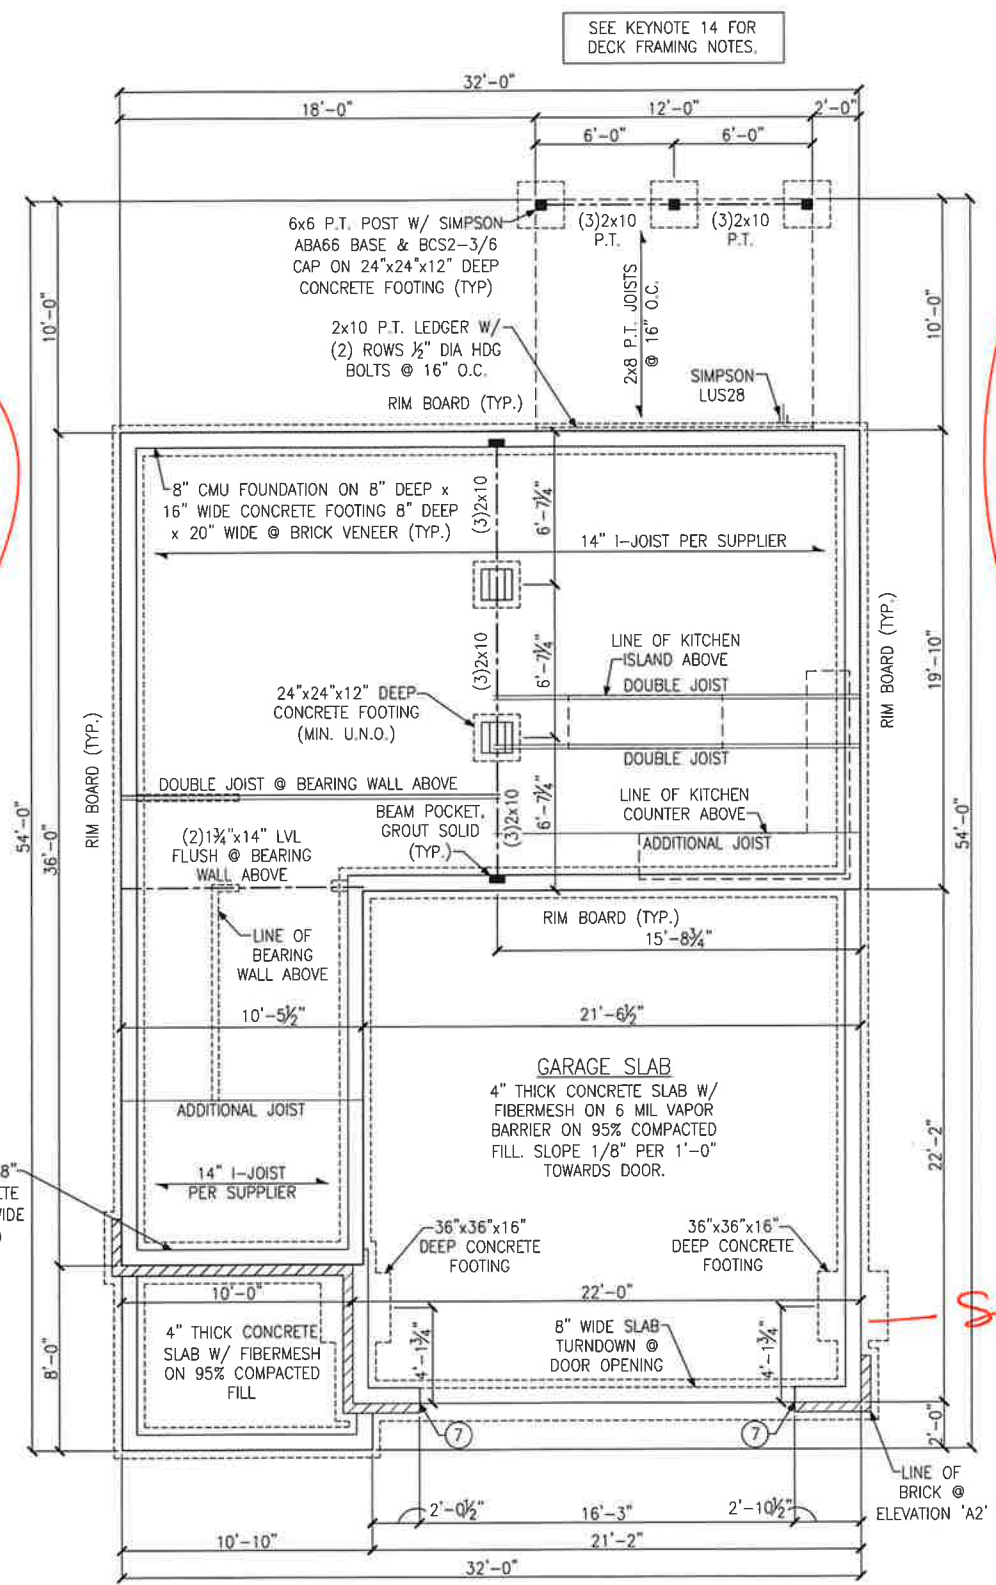 SEE KEYNOTE 14 FOR
DECK FRAMING NOTES.
32'-0"
18'-0"
12'-0"
2'-0"
6'-0"
6'-0"
6x6 P.T. POST W/ SIMPSON
ABA66 BASE & BCS2-3/6
CAP ON 24"x24"x12" DEEP
CONCRETE FOOTING (TYP)
(3)2x10
P.T.
(3)2x10
P.T.
10'-0"
10'-0"
2x8 P.T. JOISTS
@ 16" O.C.
2x10 P.T. LEDGER W/
(2) ROWS ½" DIA HDG
BOLTS @ 16" O.C.
SIMPSON
LUS28
RIM BOARD (TYP.)
8" CMU FOUNDATION ON 8" DEEP x
16" WIDE CONCRETE FOOTING 8" DEEP
x 20" WIDE @ BRICK VENEER (TYP.)
(3)2x10
6'-7¼"
14" I-JOIST PER SUPPLIER
RIM BOARD (TYP.)
19'-10"
LINE OF KITCHEN
ISLAND ABOVE
DOUBLE JOIST
(3)2x10
6'-7¼"
24"x24"x12" DEEP
CONCRETE FOOTING
(MIN. U.N.O.)
DOUBLE JOIST
RIM BOARD (TYP.)
DOUBLE JOIST @ BEARING WALL ABOVE
BEAM POCKET,
GROUT SOLID
(TYP.)
(3)2x10
6'-7¼"
LINE OF KITCHEN
COUNTER ABOVE
ADDITIONAL JOIST
54'-0"
36'-0"
54'-0"
(2)1¾"x14" LVL
FLUSH @ BEARING
WALL ABOVE
RIM BOARD (TYP.)
15'-8¾"
LINE OF
BEARING
WALL ABOVE
10'-5½"
21'-6½"
GARAGE SLAB
4" THICK CONCRETE SLAB W/
FIBERMESH ON 6 MIL VAPOR
BARRIER ON 95% COMPACTED
FILL. SLOPE 1/8" PER 1'-0"
TOWARDS DOOR.
ADDITIONAL JOIST
22'-2"
14" I-JOIST
PER SUPPLIER
8"
ETE
WIDE
)
36"x36"x16"
DEEP CONCRETE
FOOTING
36"x36"x16"
DEEP CONCRETE
FOOTING
10'-0"
22'-0"
4" THICK CONCRETE
SLAB W/ FIBERMESH
ON 95% COMPACTED
FILL
8'-0"
4'-1¾"
8" WIDE SLAB
TURNDOWN @
DOOR OPENING
4'-1¾"
7
7
2'-0"
LINE OF
BRICK @
ELEVATION 'A2'
2'-0½"
16'-3"
2'-10½"
10'-10"
21'-2"
32'-0"